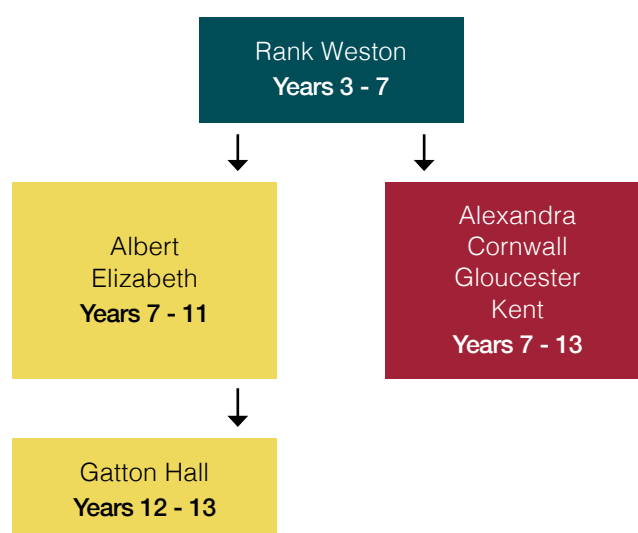 Rank Weston
Years 3 - 7
Albert
Elizabeth
Years 7 - 11
Alexandra
Cornwall
Gloucester
Kent
Years 7 - 13
Gatton Hall
Years 12 - 13